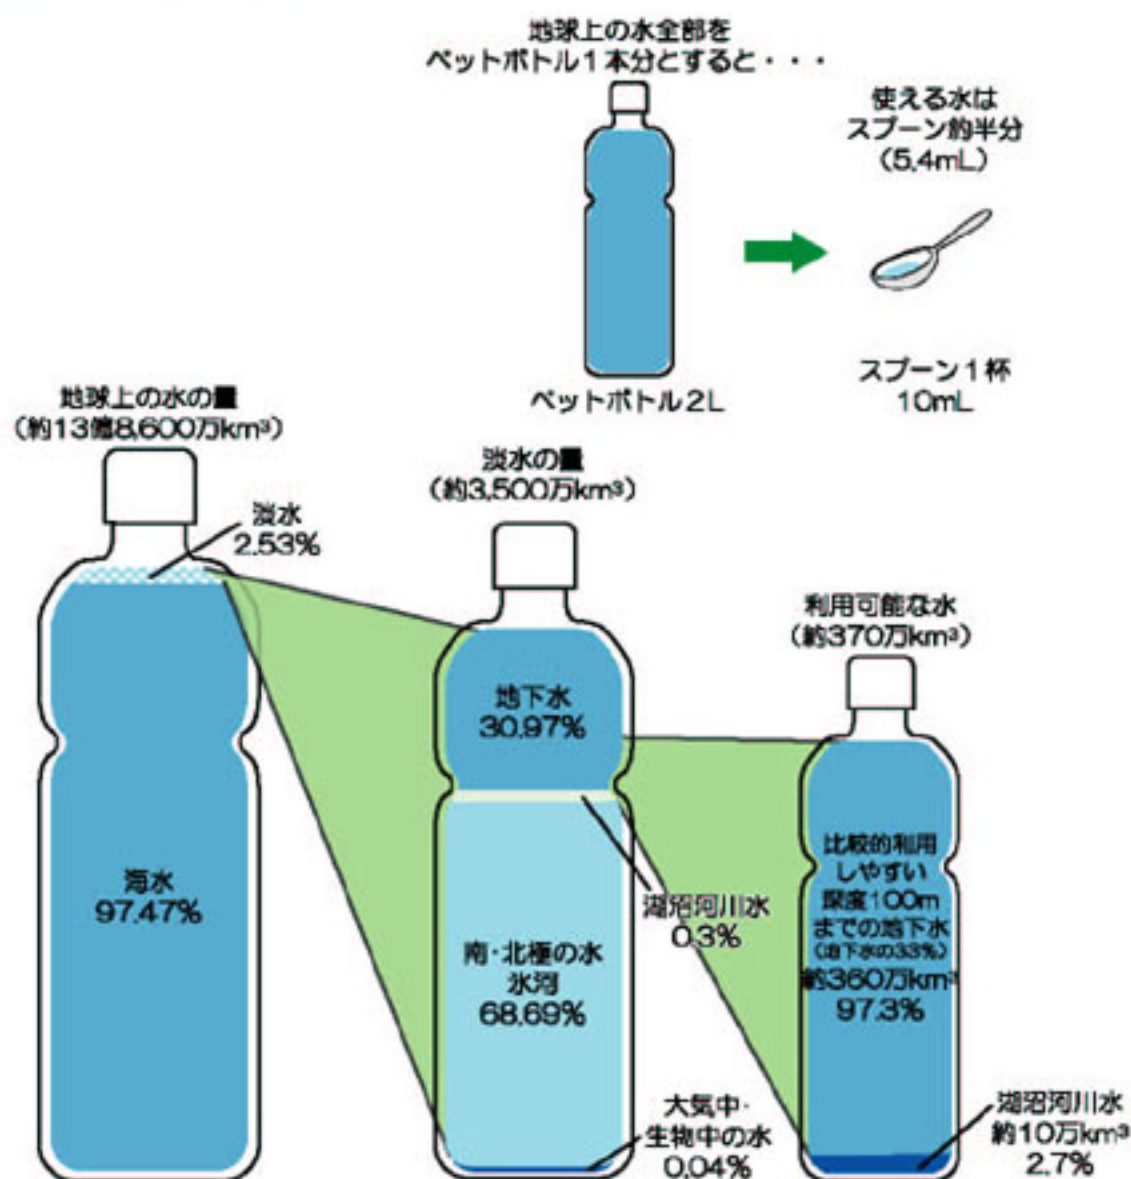 地球上の水全部を
ペットボトル1本分とすると・・・
使える水は
スプーン約半分
(5.4mL)
ペットボトル2L
スプーン1杯
10mL
地球上の水の量
(約13億8,600万km³)
淡水
2.53%
海水
97.47%
淡水の量
(約3,500万km³)
地下水
30.97%
湖沼河川水
0.3%
南・北極の氷
氷河
68.69%
大気中・
生物中の水
0.04%
利用可能な水
(約370万km³)
比較的利用
しやすい
深度100m
までの地下水
(地下水の33%)
約360万km³
97.3%
湖沼河川水
約10万km³
2.7%